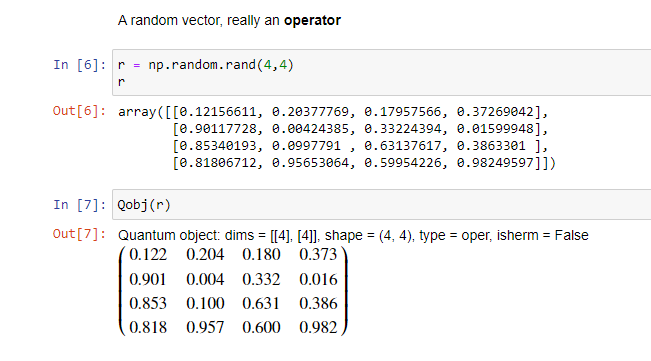 A random vector, really an operator
In [6]: r = np.random.rand(4,4)
r
Out[6]: array([[0.12156611, 0.20377769, 0.17957566, 0.37269042],
[0.90117728, 0.00424385, 0.33224394, 0.01599948],
[0.85340193, 0.0997791 , 0.63137617, 0.3863301 ],
[0.81806712, 0.95653064, 0.59954226, 0.98249597]])
In [7]: Qobj(r)
Out[7]: Quantum object: dims = [[4], [4]], shape = (4, 4), type = oper, isherm = False
0.122 0.204 0.180 0.373
0.901 0.004 0.332 0.016
0.853 0.100 0.631 0.386
0.818 0.957 0.600 0.982